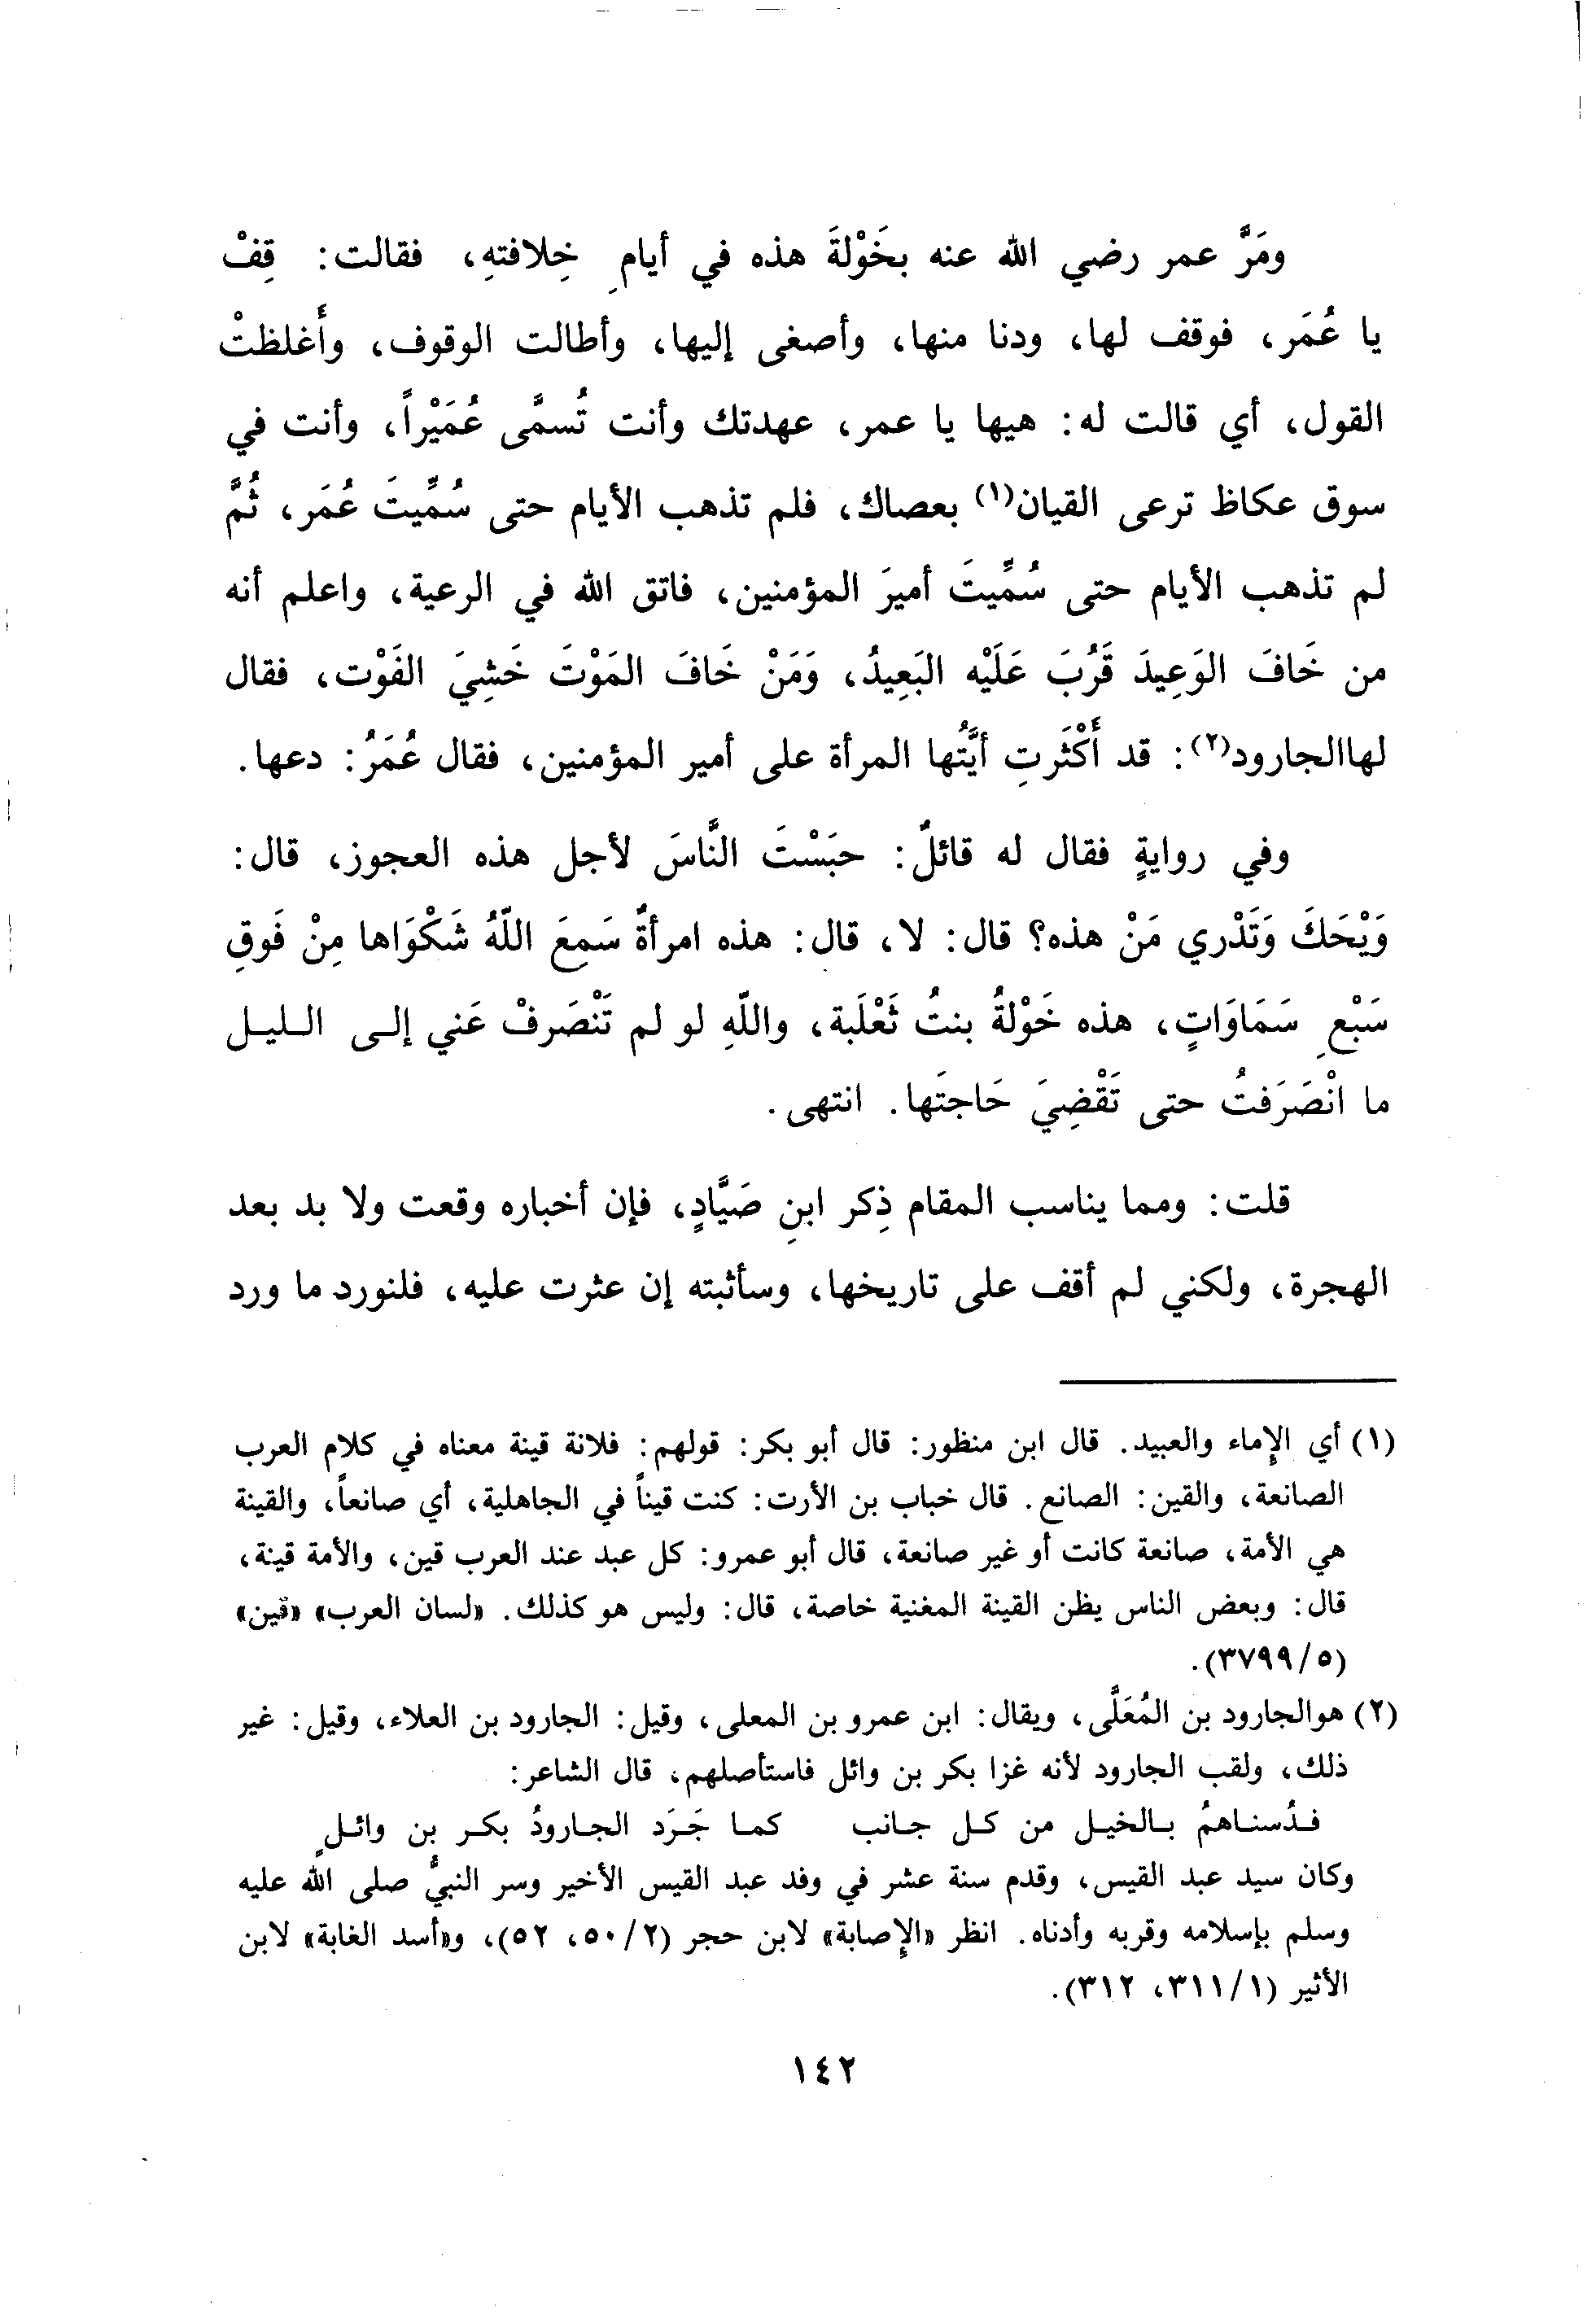 ومَرَّ عمر رضي الله عنه بخَوْلةَ هذه في أيامِ خِلافتهِ، فقالت: قِفْ
يا عُمَر، فوقف لها، ودنا منها، وأصغى إليها، وأطالت الوقوف، وأَغلظتْ
القول، أي قالت له: هيها يا عمر، عهدتك وأنت تُسمَّى عُمَيْراً، وأنت في
سوق عكاظ ترعى القيان(١) بعصاك، فلم تذهب الأيام حتى سُمِّيتَ عُمَر، ثُمَّ
لم تذهب الأيام حتى سُمِّيتَ أميرَ المؤمنين، فاتق الله في الرعية، واعلم أنه
من خَافَ الوَعِيدَ قَرُبَ عَلَيْه البَعِيدُ، وَمَنْ خَافَ المَوْتَ خَشِيَ الفَوْت، فقال
لهاالجارود(٢): قد أَكْثَرتِ أيَّتُها المرأة على أمير المؤمنين، فقال عُمَرُ: دعها.
وفي روايةٍ فقال له قائلٌ: حبَسْتَ النَّاسَ لأجل هذه العجوز، قال:
وَيْحَكَ وَتَدْري مَنْ هذه؟ قال: لا، قال: هذه امرأةٌ سَمِعَ اللَّهُ شَكْوَاها مِنْ فَوقِ
سَبْعِ سَمَاوَاتٍ، هذه خَوْلةُ بنتُ ثَعْلَبة، واللَّهِ لو لم تَنْصَرفْ عَني إلى الليل
ما انْصَرَفتُ حتى تَقْضِيَ حَاجتَها. انتهى.
قلت: ومما يناسب المقام ذِكر ابنِ صَيَّادٍ، فإن أخباره وقعت ولا بد بعد
الهجرة، ولكني لم أقف على تاريخها، وسأثبته إن عثرت عليه، فلنورد ما ورد
(١) أي الإماء والعبيد. قال ابن منظور: قال أبو بكر: قولهم: فلانة قينة معناه في كلام العرب
الصانعة، والقين: الصانع. قال خباب بن الأرت: كنت قيناً في الجاهلية، أي صانعاً، والقينة
هي الأمة، صانعة كانت أو غير صانعة، قال أبو عمرو: كل عبد عند العرب قين، والأمة قينة،
قال: وبعض الناس يظن القينة المغنية خاصة، قال: وليس هو كذلك. «لسان العرب» «قين»
(٣٧٩٩/٥).
(٢) هوالجارود بن المُعَلَّى، ويقال: ابن عمرو بن المعلى، وقيل: الجارود بن العلاء، وقيل: غير
ذلك، ولقب الجارود لأنه غزا بكر بن وائل فاستأصلهم، قال الشاعر:
فدُسناهمُ بالخيل من كل جانب كما جَرَد الجارودُ بكر بن وائلِ
وكان سيد عبد القيس، وقدم سنة عشر في وفد عبد القيس الأخير وسر النبيُّ صلى الله عليه
وسلم بإسلامه وقربه وأدناه. انظر «الإصابة» لابن حجر (٥٠/٢، ٥٢)، و«أسد الغابة» لابن
الأثير (٣١١/١، ٣١٢).
١٤٢